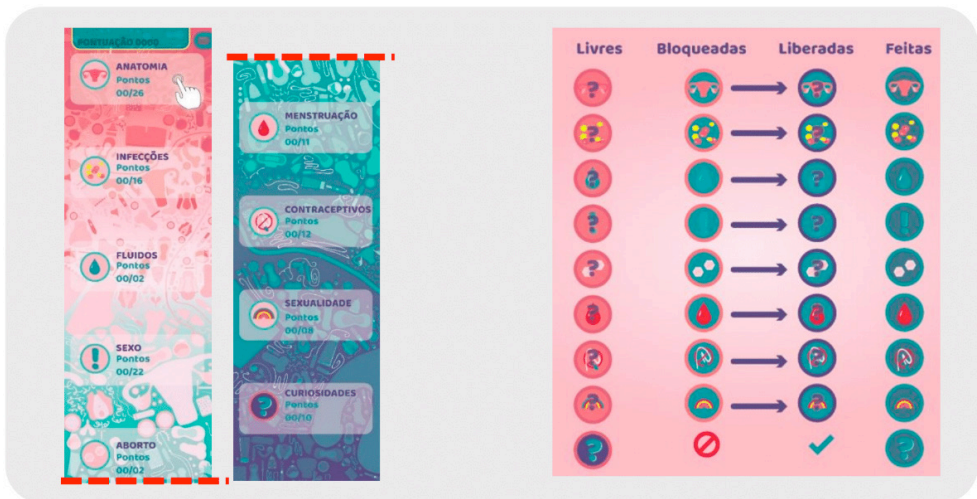 PONTUAÇÃO 0000
ANATOMIA
Pontos
00/26
INFECÇÕES
Pontos
00/16
FLUIDOS
Pontos
00/02
SEXO
Pontos
00/22
ABORTO
Pontos
00/02
MENSTRUAÇÃO
Pontos
00/11
CONTRACEPTIVOS
Pontos
00/12
SEXUALIDADE
Pontos
00/08
CURIOSIDADES
Pontos
00/10
Livres Bloqueadas Liberadas Feitas
? ?
? ?
?
? ?
? ?
? ?